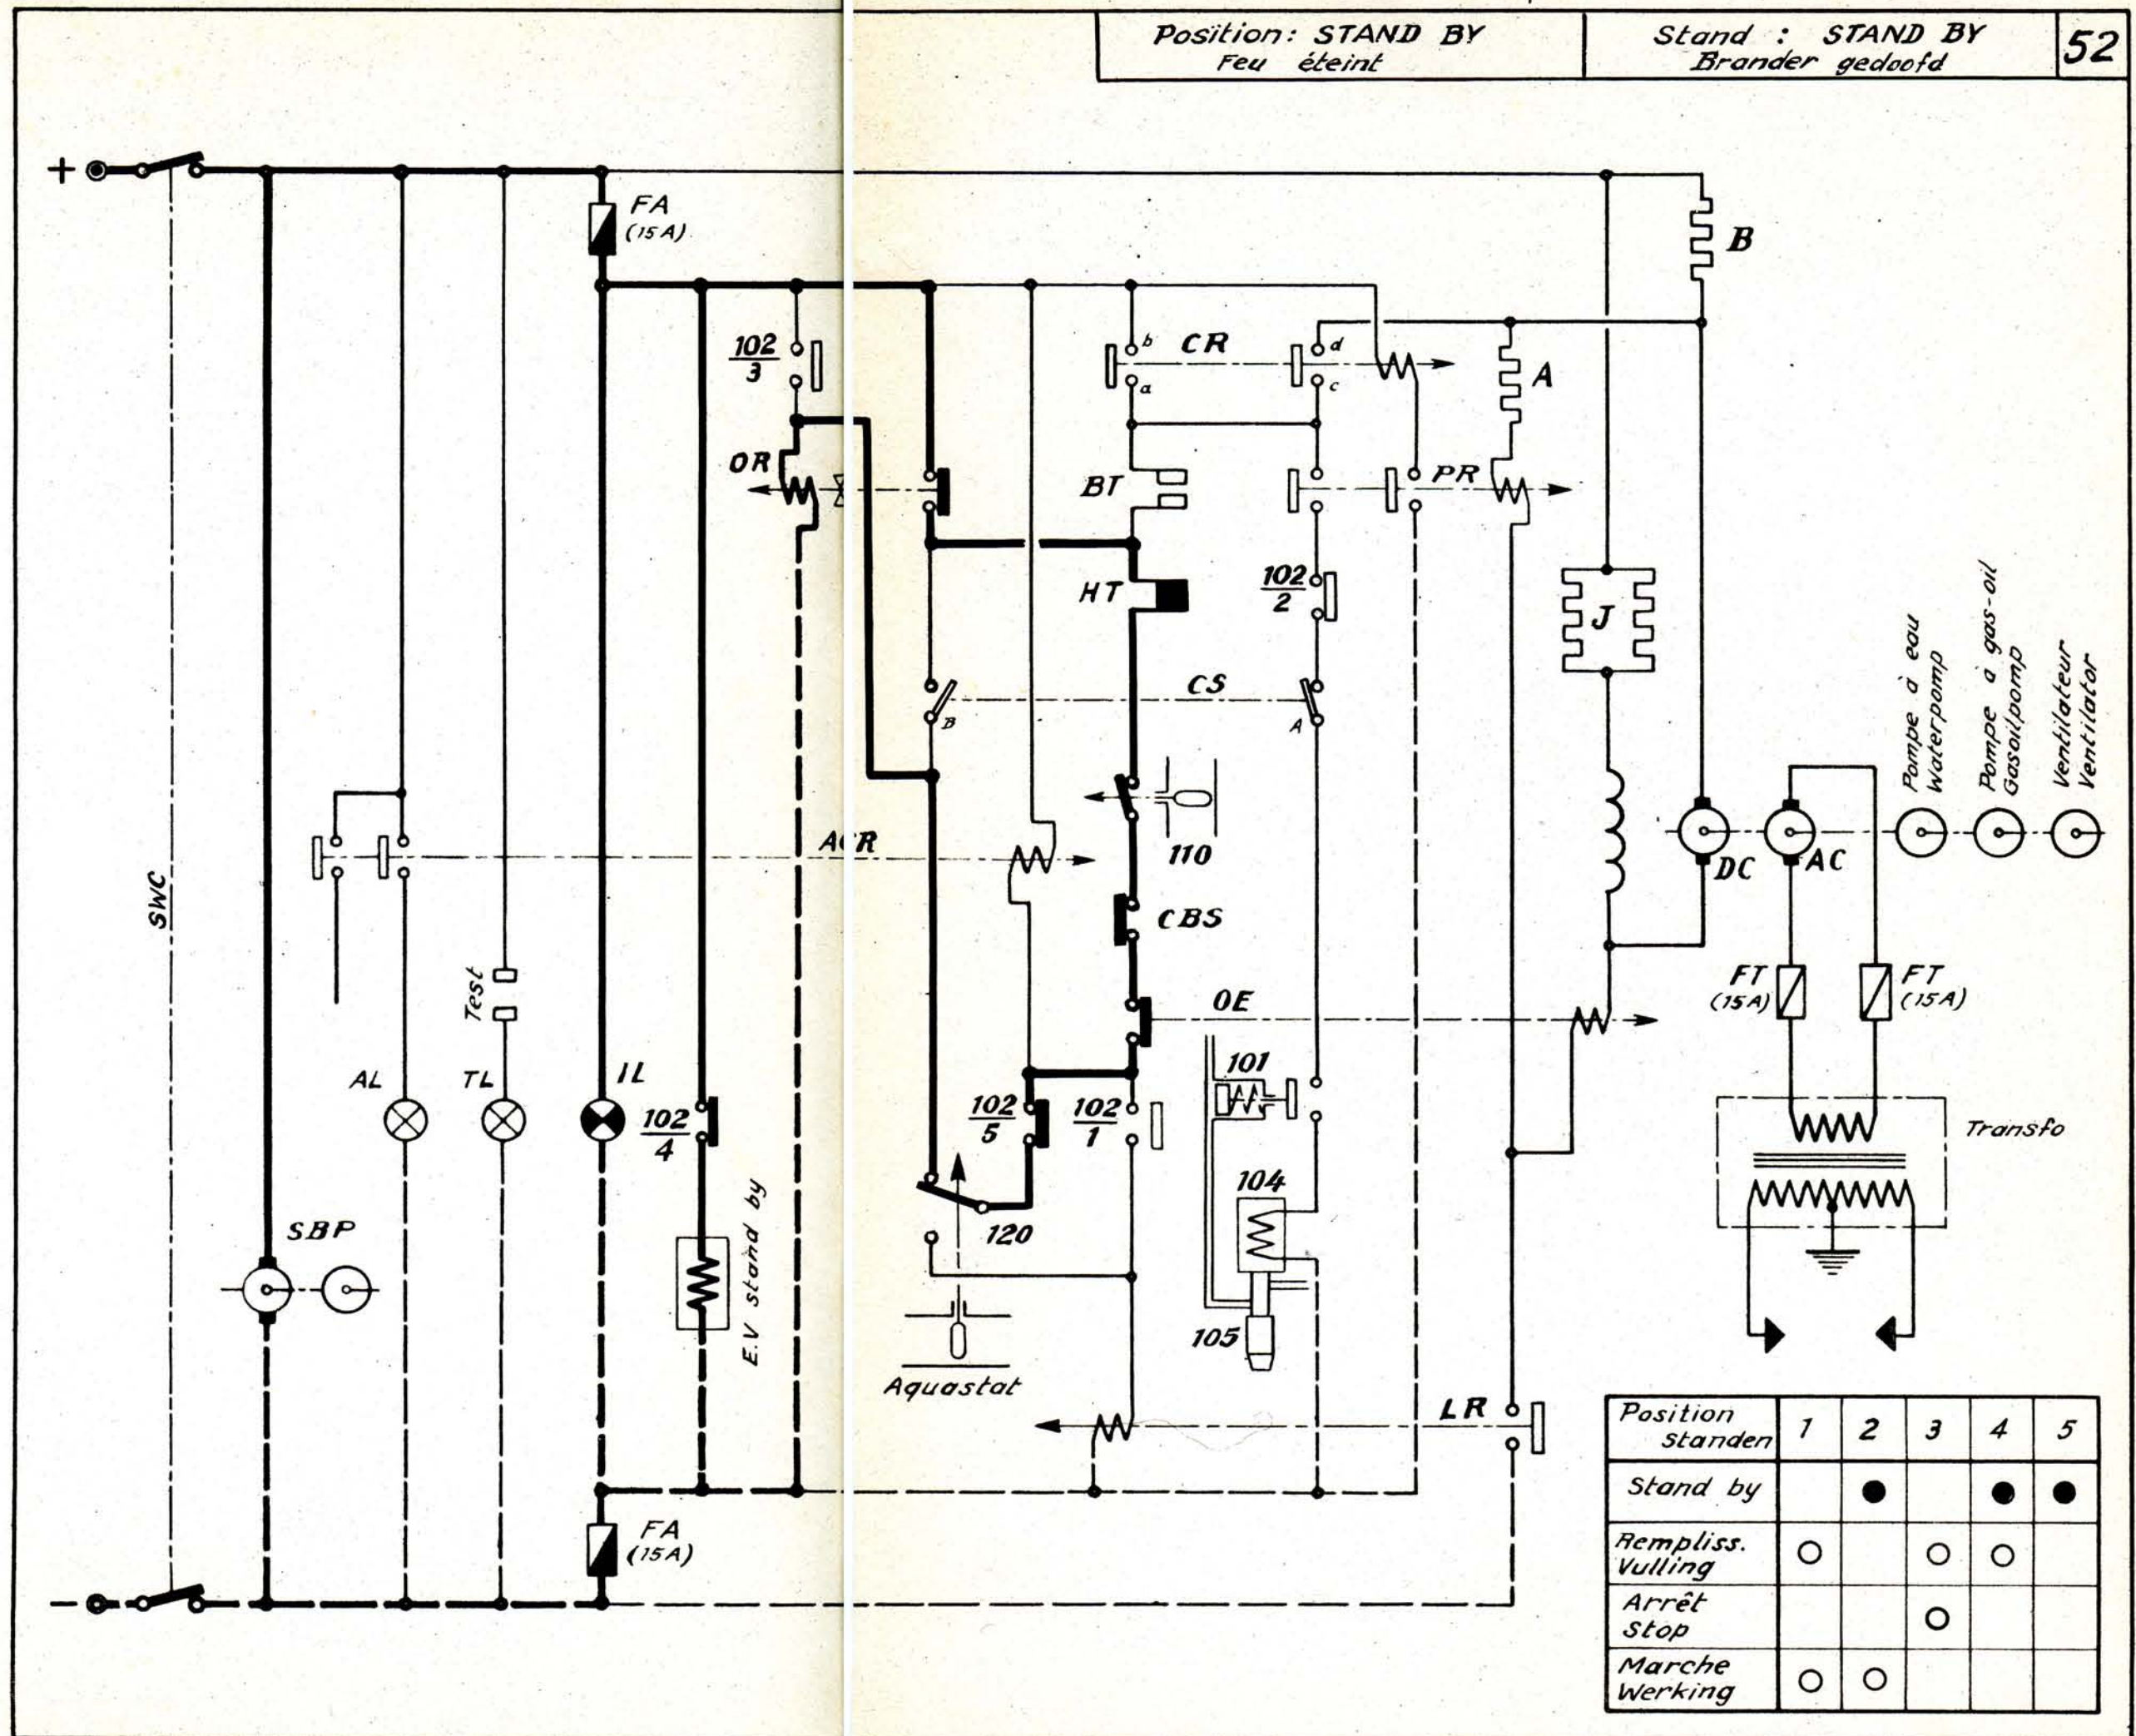 Position: STAND BY
Feu éteint
Stand : STAND BY
Brander gedoofd
52
+
FA
(15 A)
B
102
3
CR
b
a
d
c
A
OR
BT
PR
HT
102
2
J
CS
B
A
Pompe à eau
Waterpomp
Pompe à gas-oil
Gasoilpomp
Ventilateur
Ventilator
SWC
ACR
110
DC
AC
CBS
Test
OE
FT
(15A)
FT
(15A)
101
AL
TL
IL
102
4
102
5
102
1
Transfo
104
SBP
E.V stand by
120
105
Aquastat
LR
FA
(15A)
-
Position
standen
1
2
3
4
5
Stand by
Rempliss.
Vulling
Arrêt
Stop
Marche
Werking